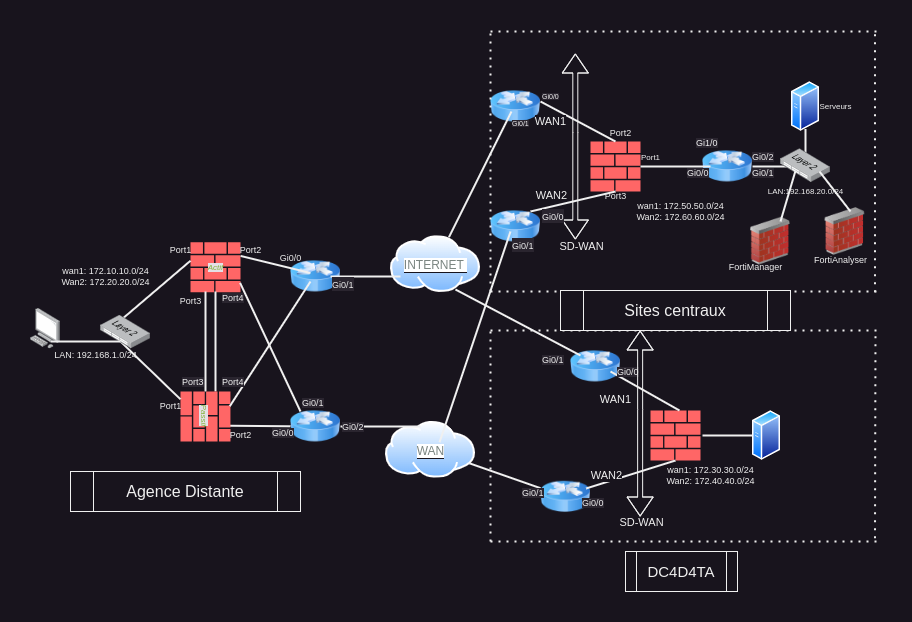 Gi0/0
Gi0/1
WAN1
Port2
Port1
Port3
WAN2
Gi0/0
Gi0/1
SD-WAN
wan1: 172.50.50.0/24
Wan2: 172.60.60.0/24
Gi1/0
Gi0/0
Gi0/2
Gi0/1
Serveurs
Layer 2
LAN:192.168.20.0/24
FortiManager
FortiAnalyser
Sites centraux
INTERNET
WAN
wan1: 172.10.10.0/24
Wan2: 172.20.20.0/24
Port1
Port2
Port3
Port4
Gi0/0
Gi0/1
Layer 2
LAN: 192.168.1.0/24
Port3
Port4
Port1
Port2
Gi0/1
Gi0/0
Gi0/2
Agence Distante
Gi0/1
Gi0/0
WAN1
WAN2
Gi0/1
Gi0/0
SD-WAN
wan1: 172.30.30.0/24
Wan2: 172.40.40.0/24
DC4D4TA